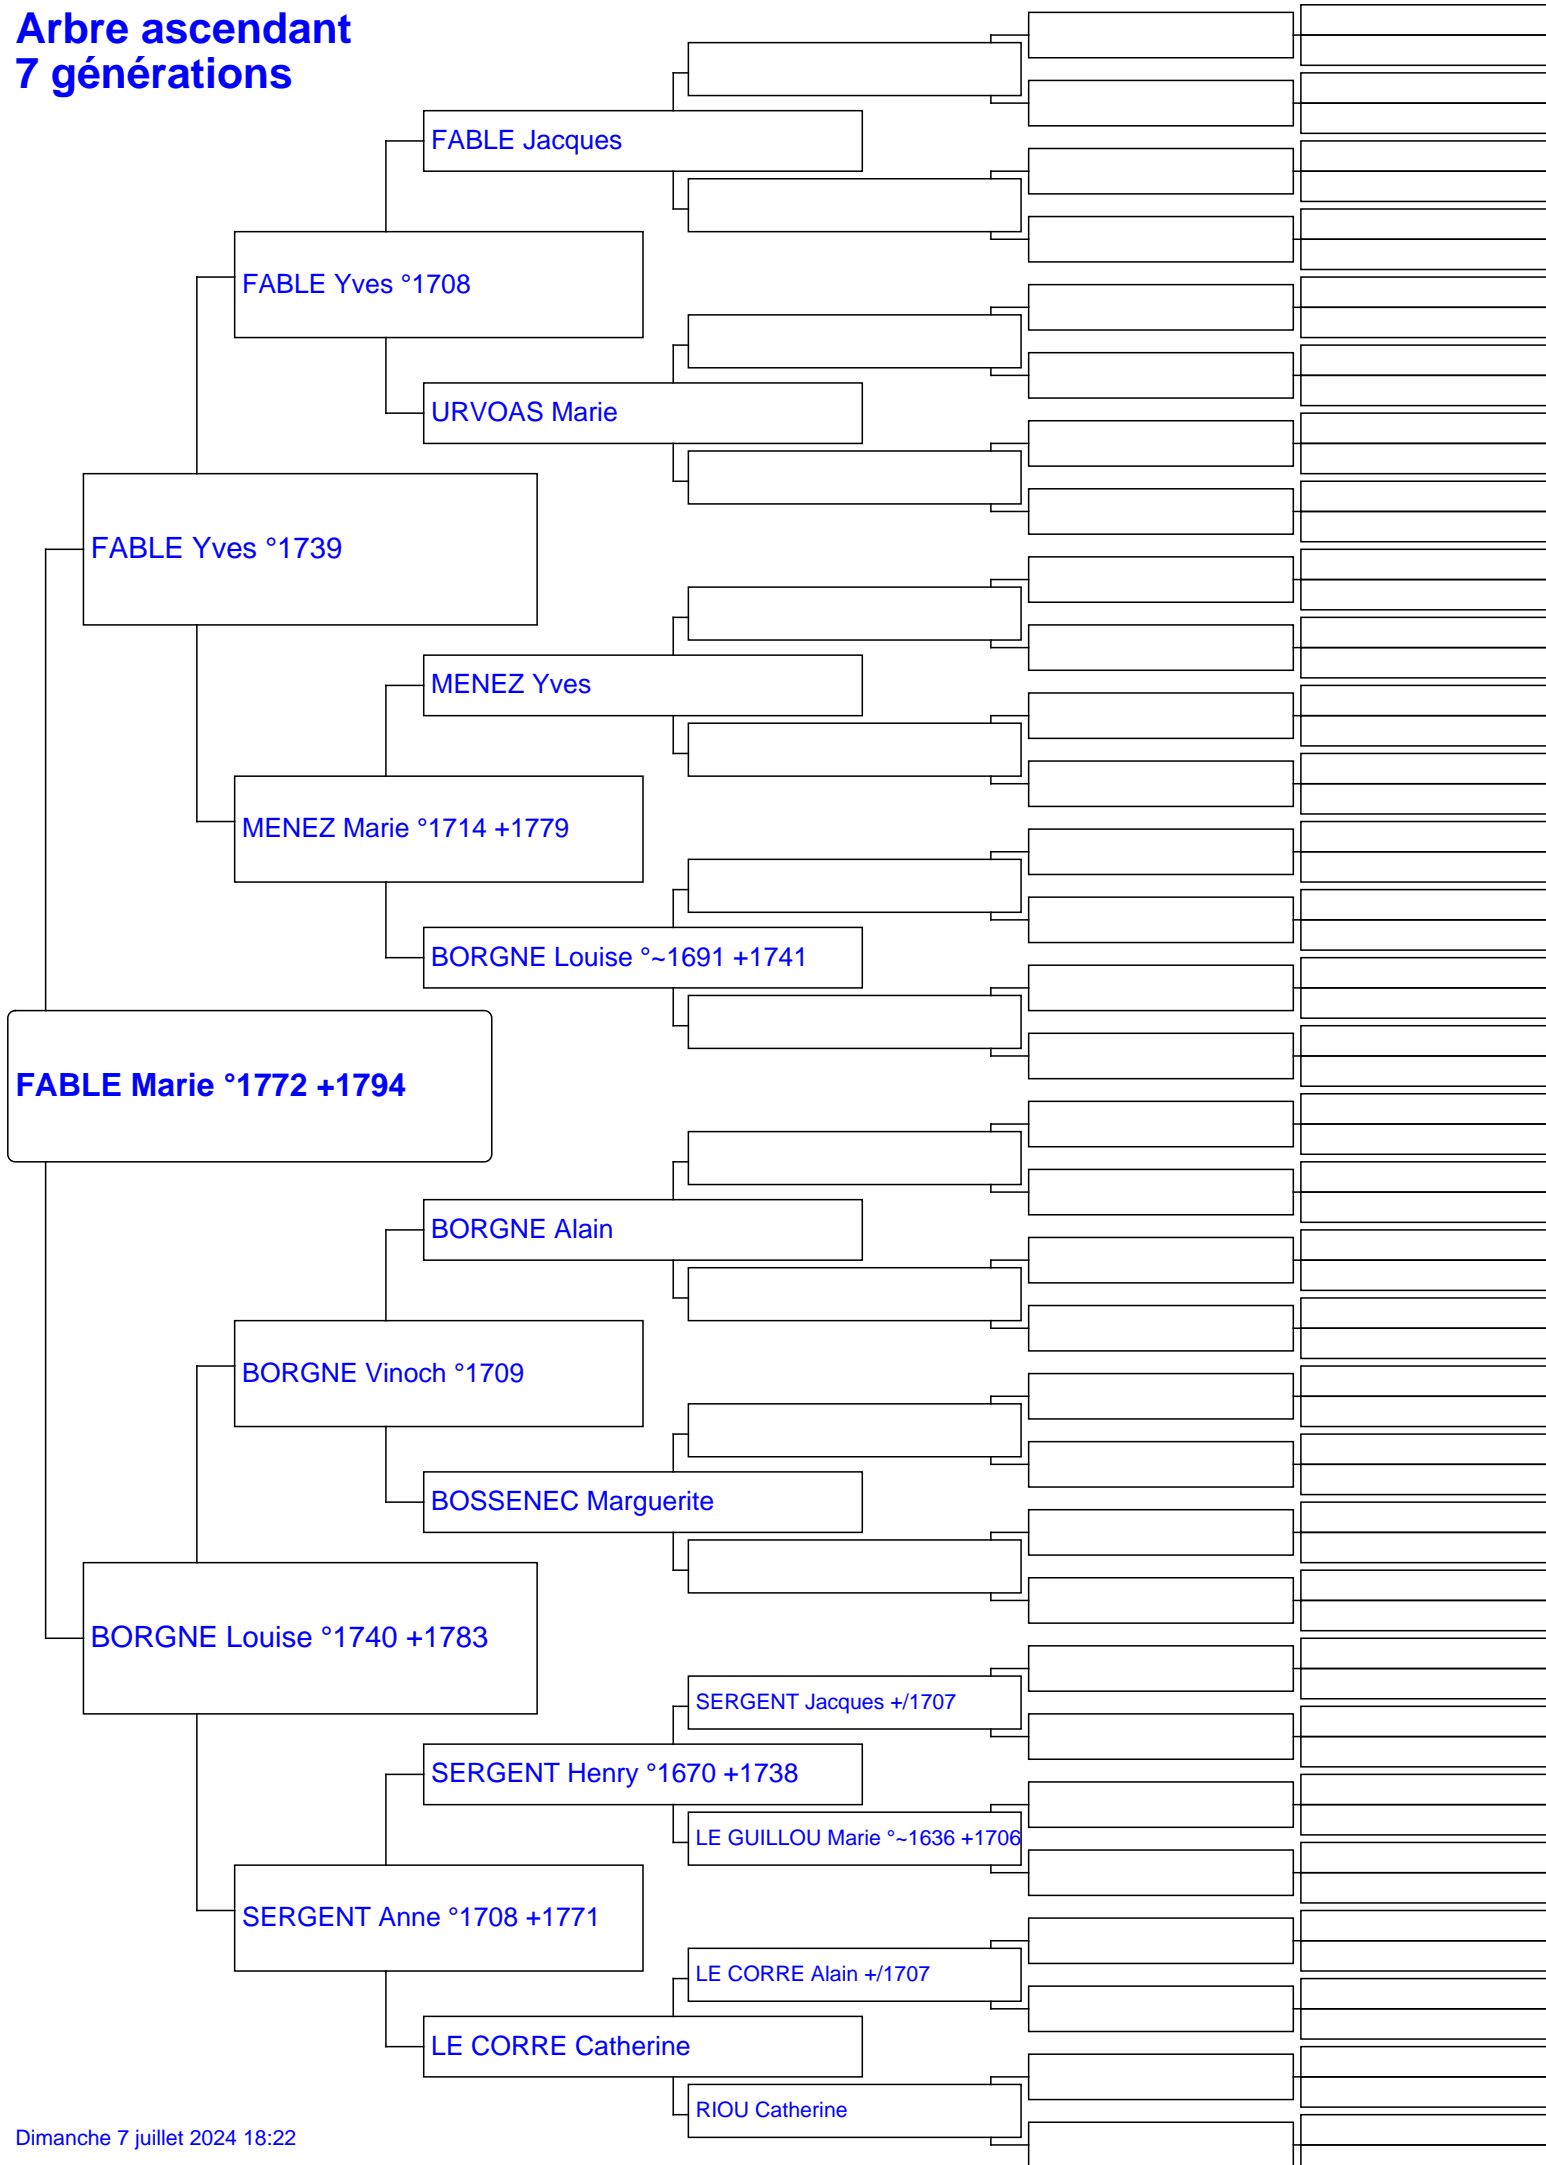 Arbre ascendant
7 générations
FABLE Jacques
FABLE Yves °1708
URVOAS Marie
FABLE Yves °1739
MENEZ Yves
MENEZ Marie °1714 +1779
BORGNE Louise °~1691 +1741
FABLE Marie °1772 +1794
BORGNE Alain
BORGNE Vinoch °1709
BOSSENEC Marguerite
BORGNE Louise °1740 +1783
SERGENT Jacques +/1707
SERGENT Henry °1670 +1738
LE GUILLOU Marie °~1636 +1706
SERGENT Anne °1708 +1771
LE CORRE Alain +/1707
LE CORRE Catherine
RIOU Catherine
Dimanche 7 juillet 2024 18:22